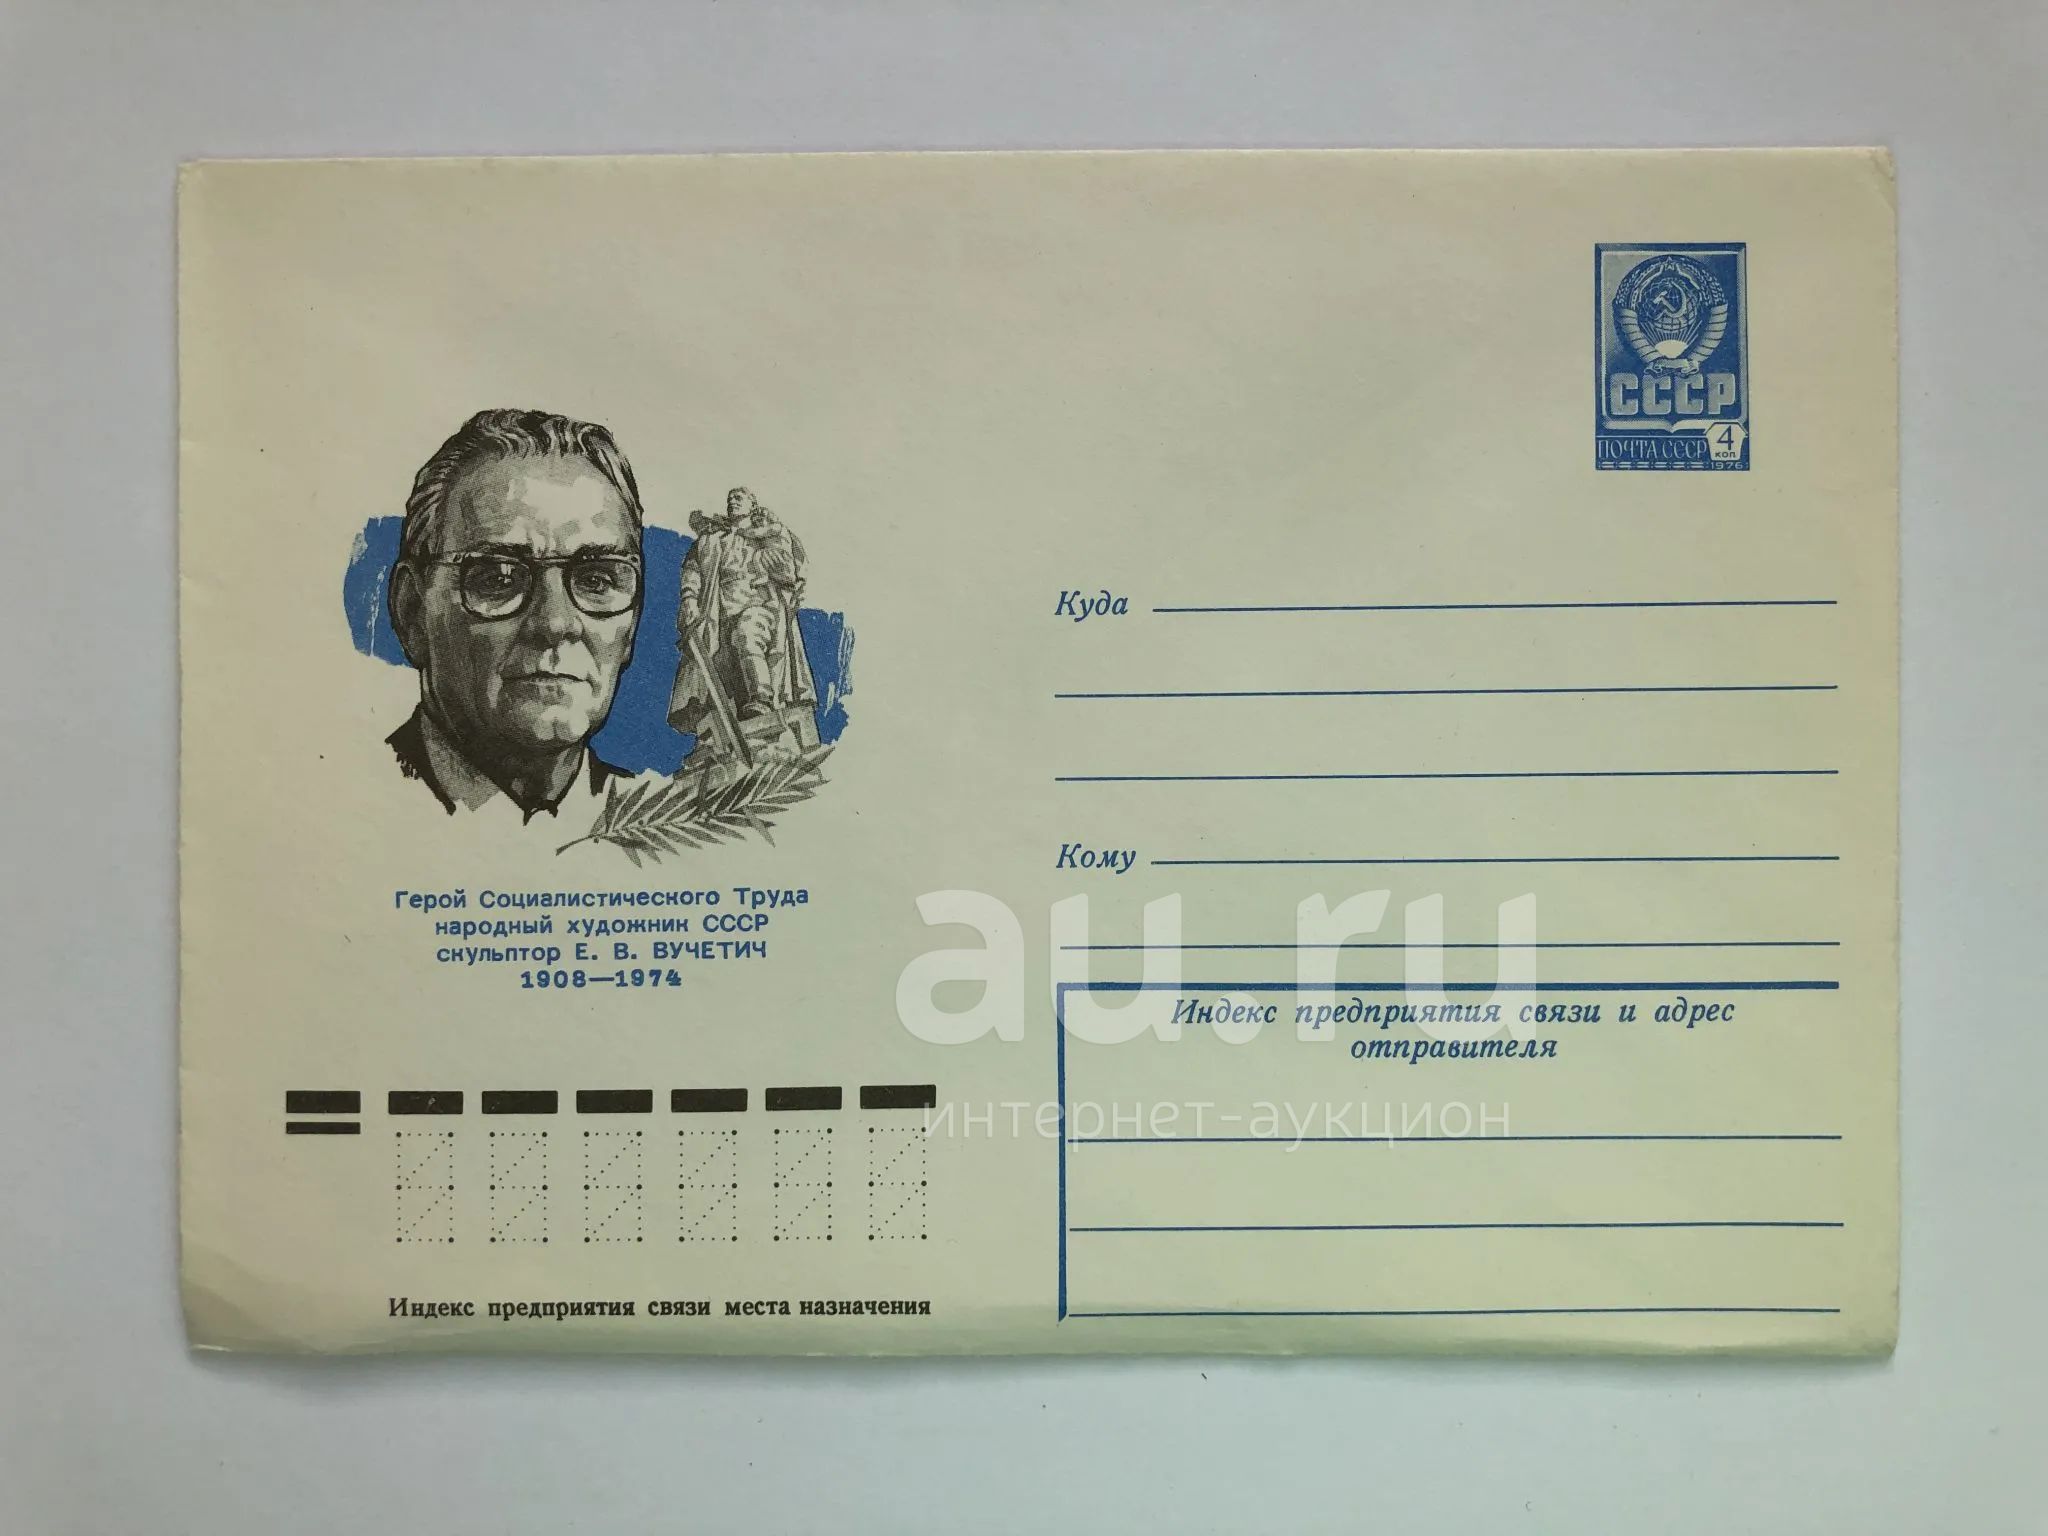 СССР
ПОЧТА СССР 4
коп
1976
Куда
Кому
Герой Социалистического Труда
народный художник СССР
скульптор Е. В. ВУЧЕТИЧ
1908—1974
au.ru
интернет-аукцион
Индекс предприятия связи и адрес
отправителя
Индекс предприятия связи места назначения